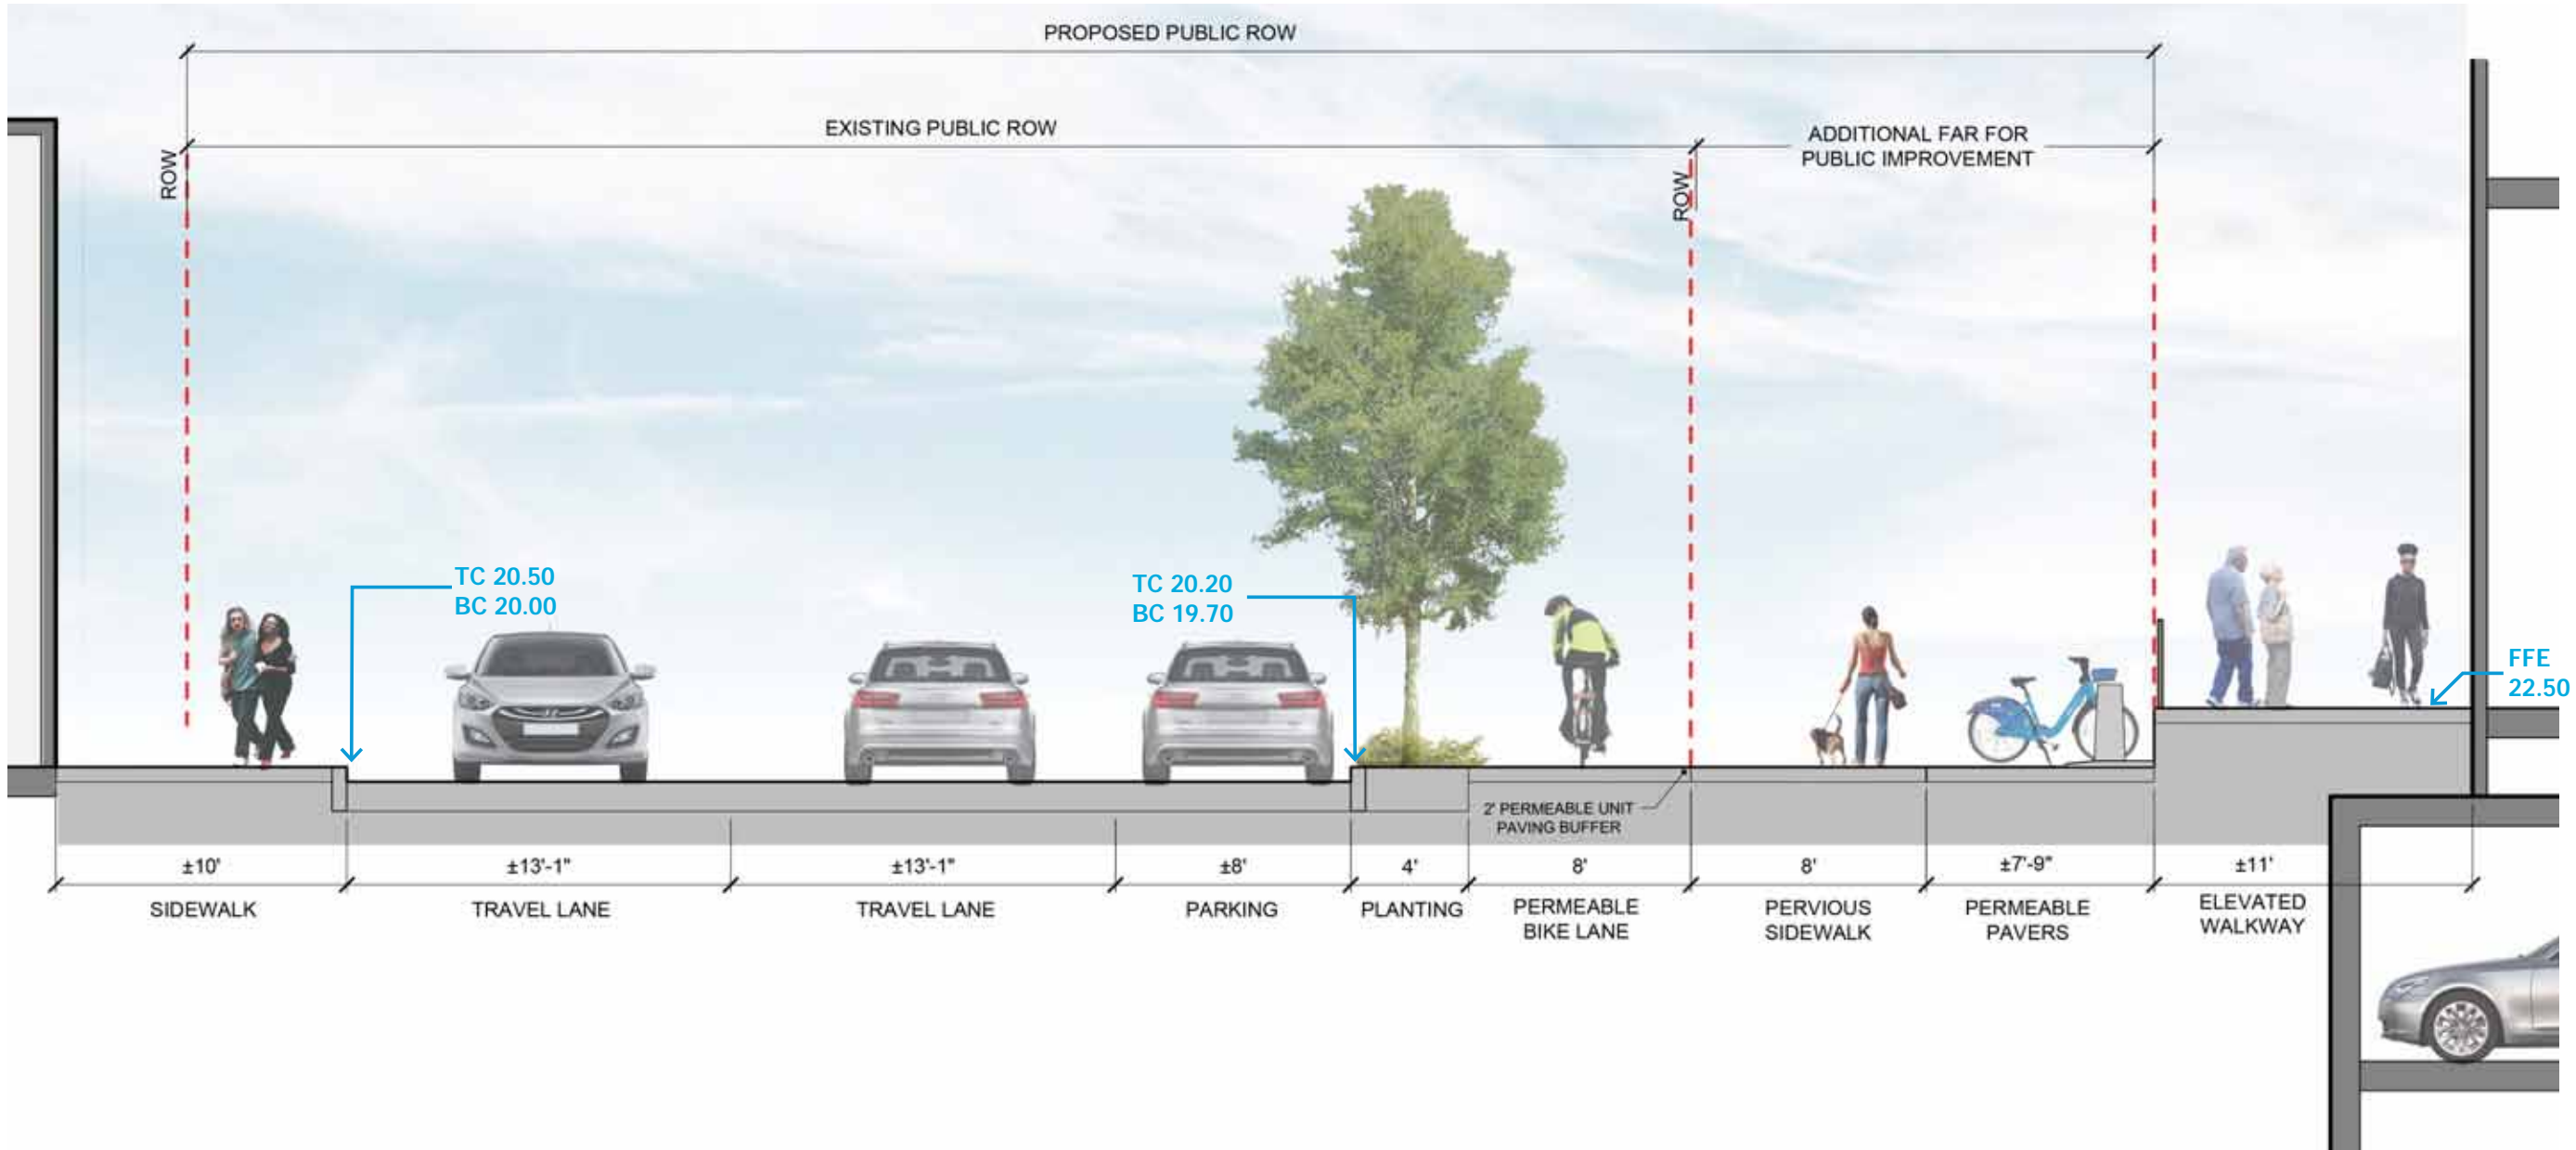 PROPOSED PUBLIC ROW
EXISTING PUBLIC ROW
ADDITIONAL FAR FOR
PUBLIC IMPROVEMENT
ROW
ROW
TC 20.50
BC 20.00
TC 20.20
BC 19.70
FFE
22.50
2' PERMEABLE UNIT
PAVING BUFFER
±10'
±13'-1"
±13'-1"
±8'
4'
8'
8'
±7'-9"
±11'
SIDEWALK
TRAVEL LANE
TRAVEL LANE
PARKING
PLANTING
PERMEABLE
BIKE LANE
PERVIOUS
SIDEWALK
PERMEABLE
PAVERS
ELEVATED
WALKWAY